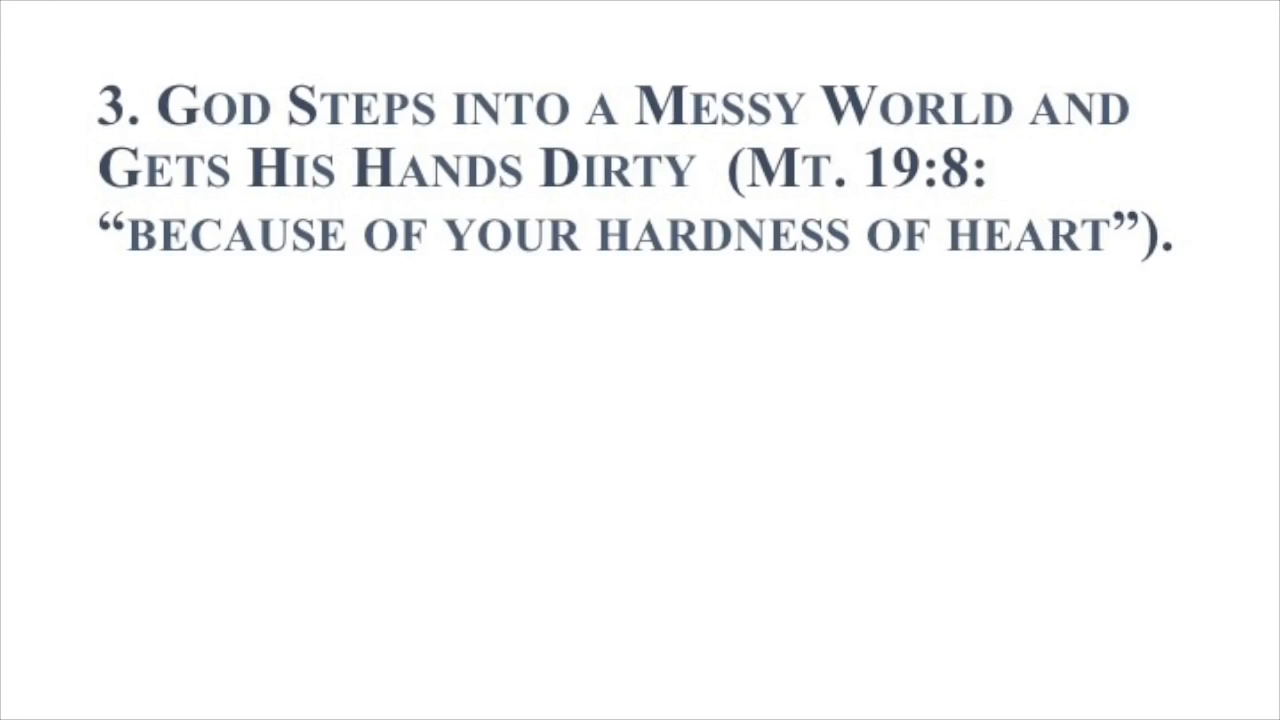 3. God Steps into a Messy World and
Gets His Hands Dirty (Mt. 19:8:
“because of your hardness of heart”).